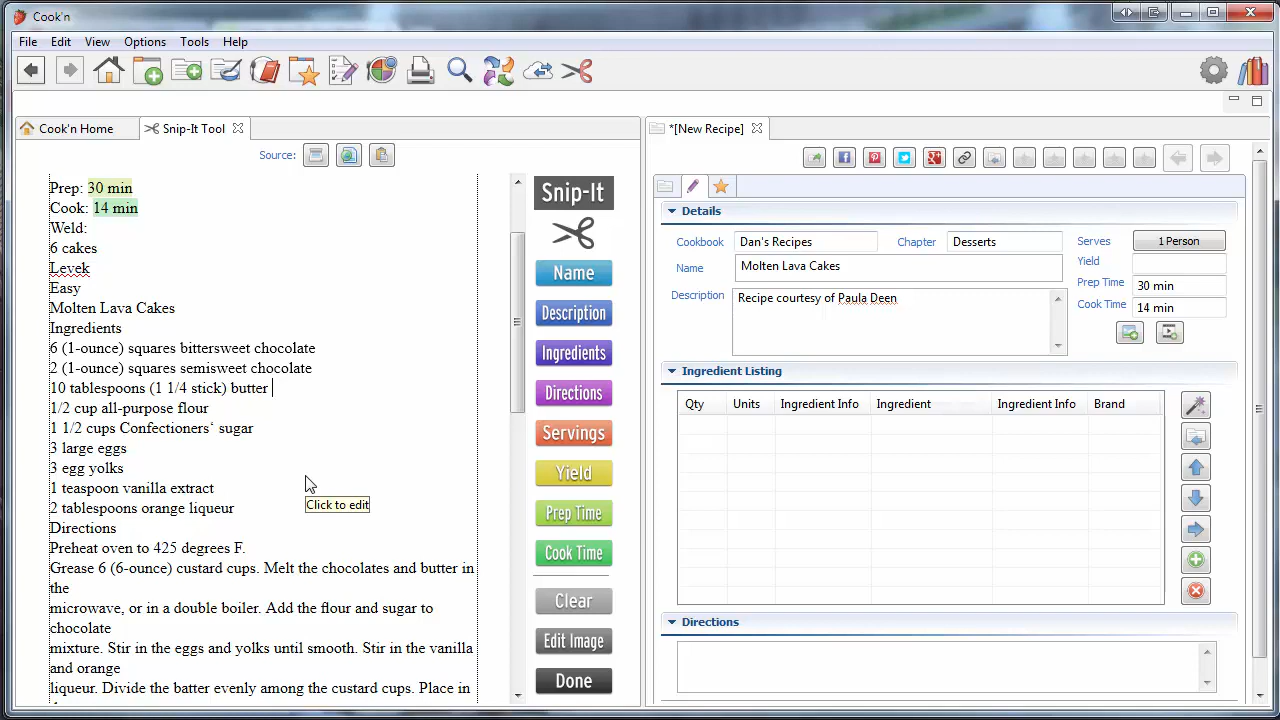 Cook'n
File Edit View Options Tools Help
Cook'n Home
Snip-It Tool
*[New Recipe]
Source:
Prep: 30 min
Cook: 14 min
Weld:
6 cakes
Levek
Easy
Molten Lava Cakes
Ingredients
6 (1-ounce) squares bittersweet chocolate
2 (1-ounce) squares semisweet chocolate
10 tablespoons (1 1/4 stick) butter
1/2 cup all-purpose flour
1 1/2 cups Confectioners‘ sugar
3 large eggs
3 egg yolks
1 teaspoon vanilla extract
2 tablespoons orange liqueur
Directions
Preheat oven to 425 degrees F.
Grease 6 (6-ounce) custard cups. Melt the chocolates and butter in
the
microwave, or in a double boiler. Add the flour and sugar to
chocolate
mixture. Stir in the eggs and yolks until smooth. Stir in the vanilla
and orange
liqueur. Divide the batter evenly among the custard cups. Place in
Click to edit
Snip-It
Name
Description
Ingredients
Directions
Servings
Yield
Prep Time
Cook Time
Clear
Edit Image
Done
Details
Cookbook Dan's Recipes Chapter Desserts Serves 1 Person
Yield
Name Molten Lava Cakes
Prep Time 30 min
Description Recipe courtesy of Paula Deen
Cook Time 14 min
Ingredient Listing
Qty Units Ingredient Info Ingredient Ingredient Info Brand
Directions